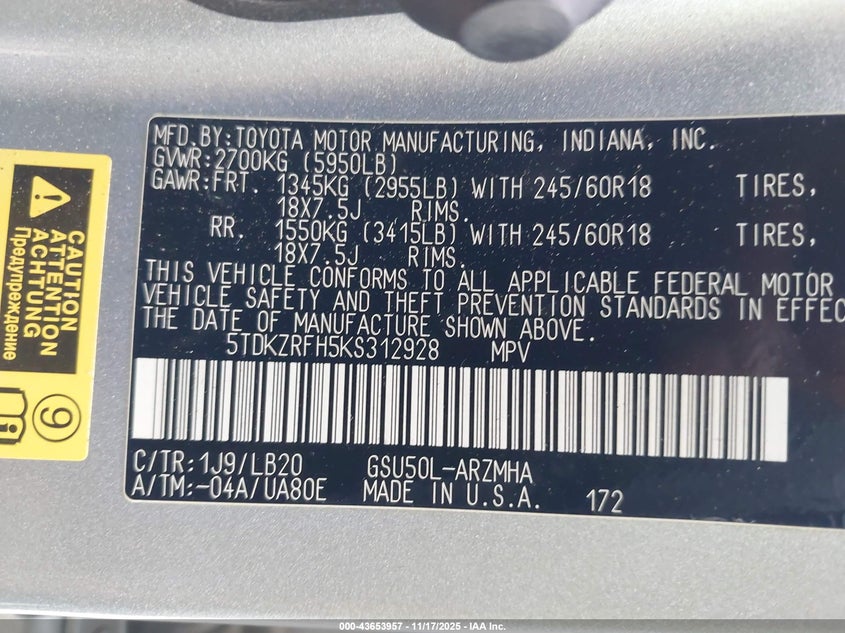 MFD.BY:TOYOTA MOTOR MANUFACTURING, INDIANA, INC.
GVWR:2700KG (5950LB)
GAWR:FRT. 1345KG (2955LB) WITH 245/60R18 TIRES,
18X7.5J RIMS.
RR. 1550KG (3415LB) WITH 245/60R18 TIRES,
18X7.5J RIMS.
THIS VEHICLE CONFORMS TO ALL APPLICABLE FEDERAL MOTOR
VEHICLE SAFETY AND THEFT PREVENTION STANDARDS IN EFFEC
THE DATE OF MANUFACTURE SHOWN ABOVE.
5TDKZRFH5KS312928 MPV
C/TR:1J9/LB20 GSU50L-ARZMHA
A/TM:-04A/UA80E MADE IN U.S.A. 172
CAUTION
ATTENTION
ACHTUNG
Предупреждение
9
000-43653957 - 11/17/2025 - IAA Inc.